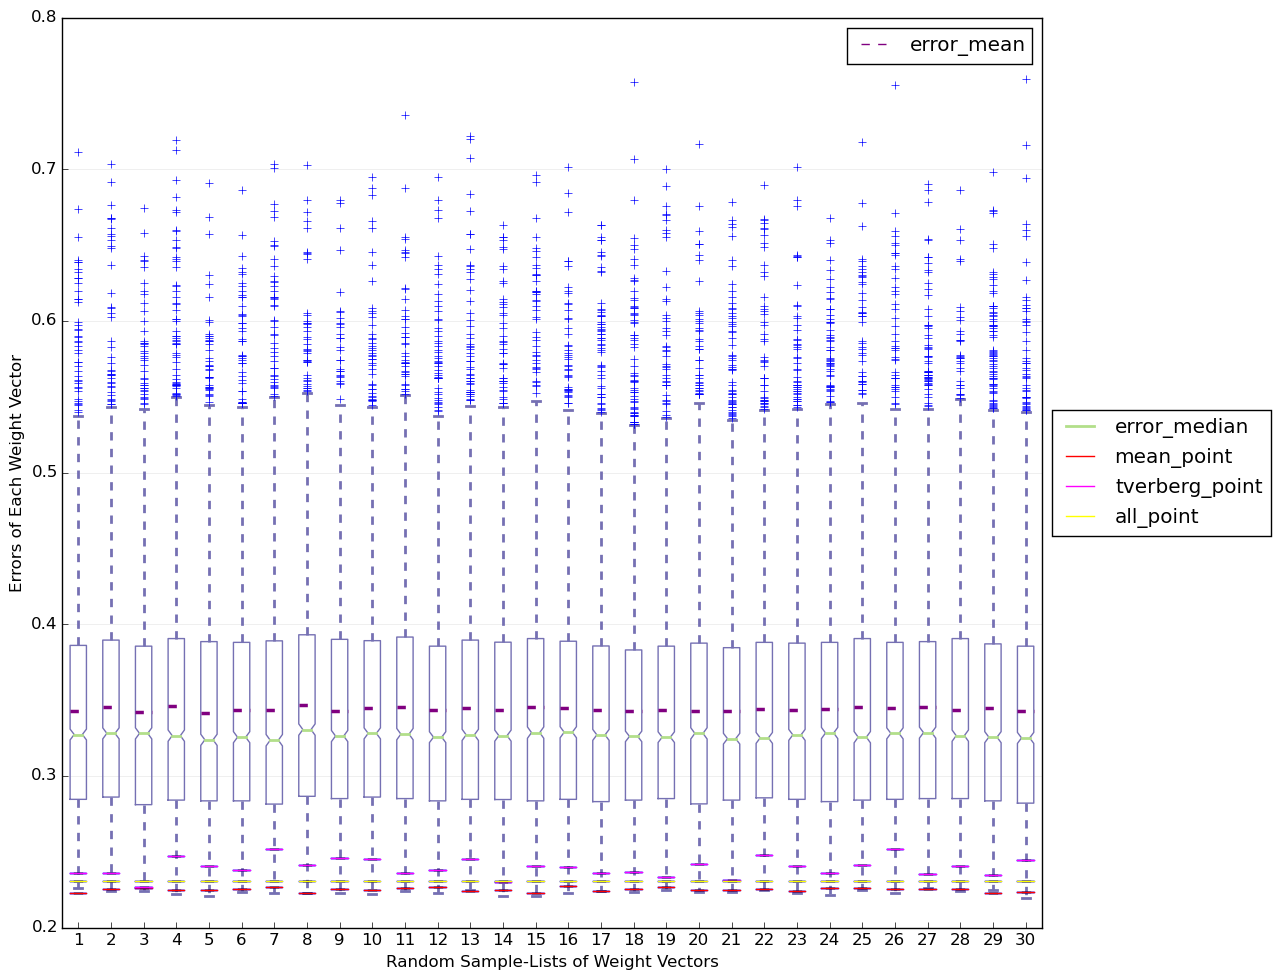 0.8
0.7
0.6
0.5
0.4
0.3
0.2
Errors of Each Weight Vector
error_mean
error_median
mean_point
tverberg_point
all_point
1 2 3 4 5 6 7 8 9 10 11 12 13 14 15 16 17 18 19 20 21 22 23 24 25 26 27 28 29 30
Random Sample-Lists of Weight Vectors